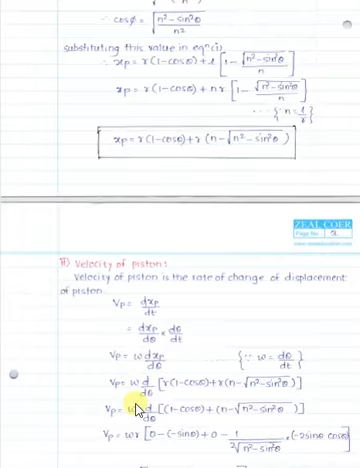 ∴ cosφ = √((n²−sin²θ)/n²)
substituting this value in eqⁿ(i)
∴ xp = r(1−cosθ) + l [1 − √(n²−sin²θ)/n]
xp = r(1−cosθ) + nr [1 − √(n²−sin²θ)/n]
---- {∵ n = l/r}
xp = r(1−cosθ) + r (n−√(n²−sin²θ))
ZEAL COER
Page No. 2
II) Velocity of piston:
Velocity of piston is the rate of change of displacement
of piston.
Vp = dxp/dt
= dxp/dθ × dθ/dt
Vp = ω dxp/dθ {∵ ω = dθ/dt}
Vp = ω d/dθ [r(1−cosθ) + r(n−√(n²−sin²θ))]
Vp = ω d/dθ [(1−cosθ) + (n−√(n²−sin²θ))]
Vp = ωr [0−(−sinθ) + 0 − 1/(2√(n²−sin²θ)) . (−2sinθ cosθ)